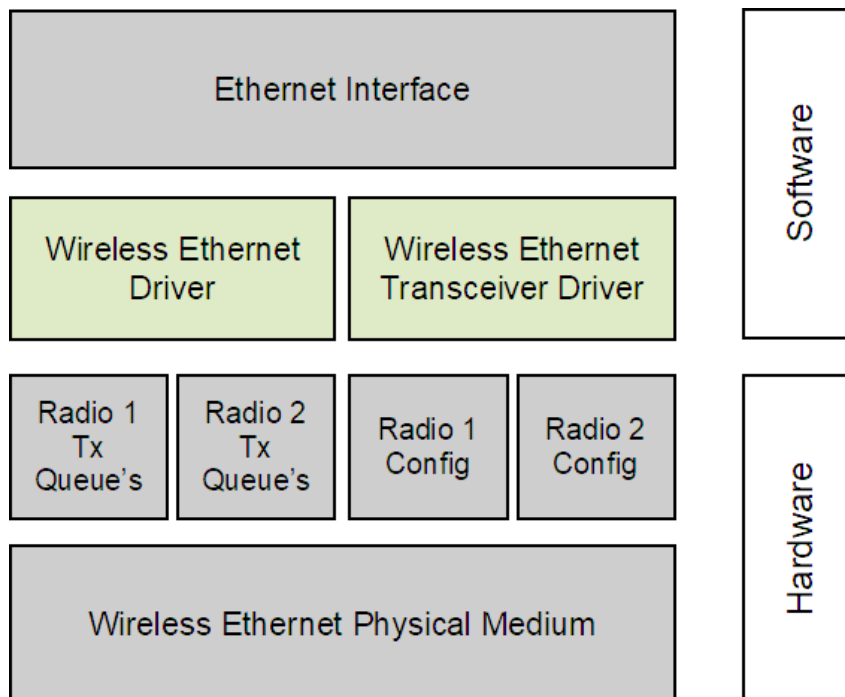 Ethernet Interface
Wireless Ethernet
Driver
Wireless Ethernet
Transceiver Driver
Software
Radio 1
Tx
Queue's
Radio 2
Tx
Queue's
Radio 1
Config
Radio 2
Config
Hardware
Wireless Ethernet Physical Medium